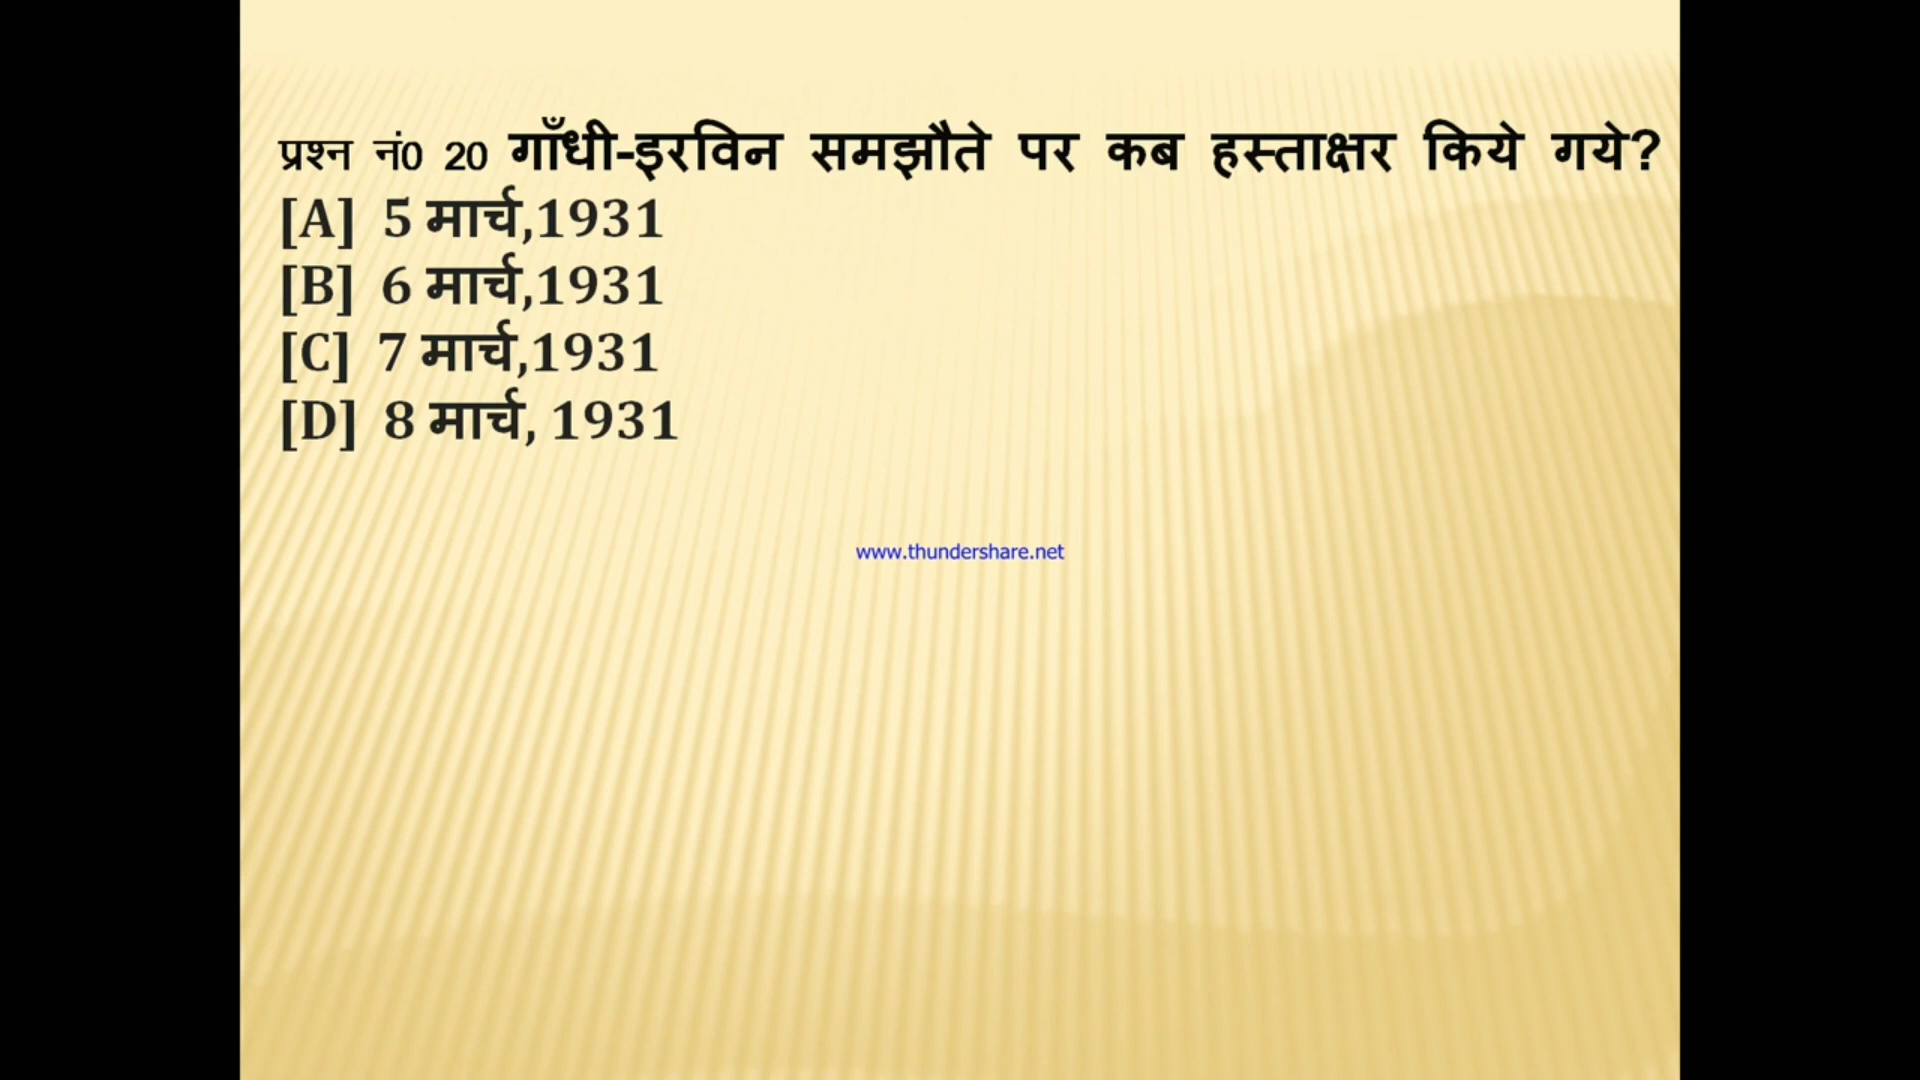 प्रश्न नं0 20 गाँधी-इरविन समझौते पर कब हस्ताक्षर किये गये?
[A] 5 मार्च,1931
[B] 6 मार्च,1931
[C] 7 मार्च,1931
[D] 8 मार्च, 1931
www.thundershare.net